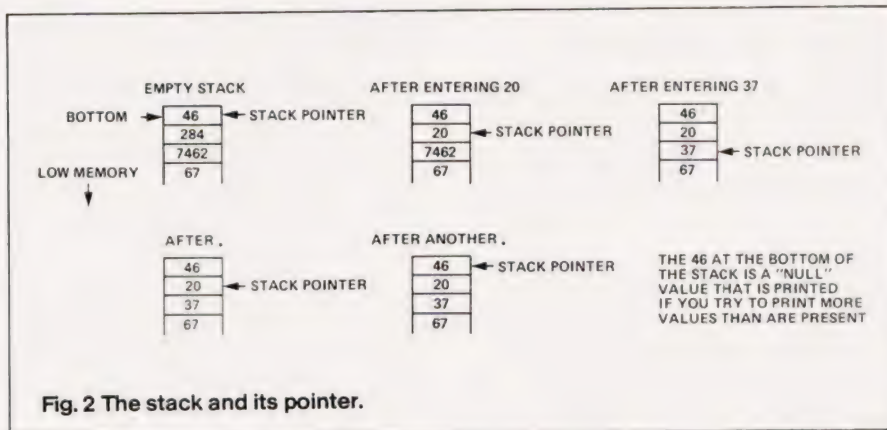 EMPTY STACK
BOTTOM
46
STACK POINTER
284
7462
LOW MEMORY
67
AFTER ENTERING 20
46
20
STACK POINTER
7462
67
AFTER ENTERING 37
46
20
37
STACK POINTER
67
AFTER .
46
20
STACK POINTER
37
67
AFTER ANOTHER .
46
STACK POINTER
20
37
67
THE 46 AT THE BOTTOM OF
THE STACK IS A "NULL"
VALUE THAT IS PRINTED
IF YOU TRY TO PRINT MORE
VALUES THAN ARE PRESENT
Fig. 2 The stack and its pointer.